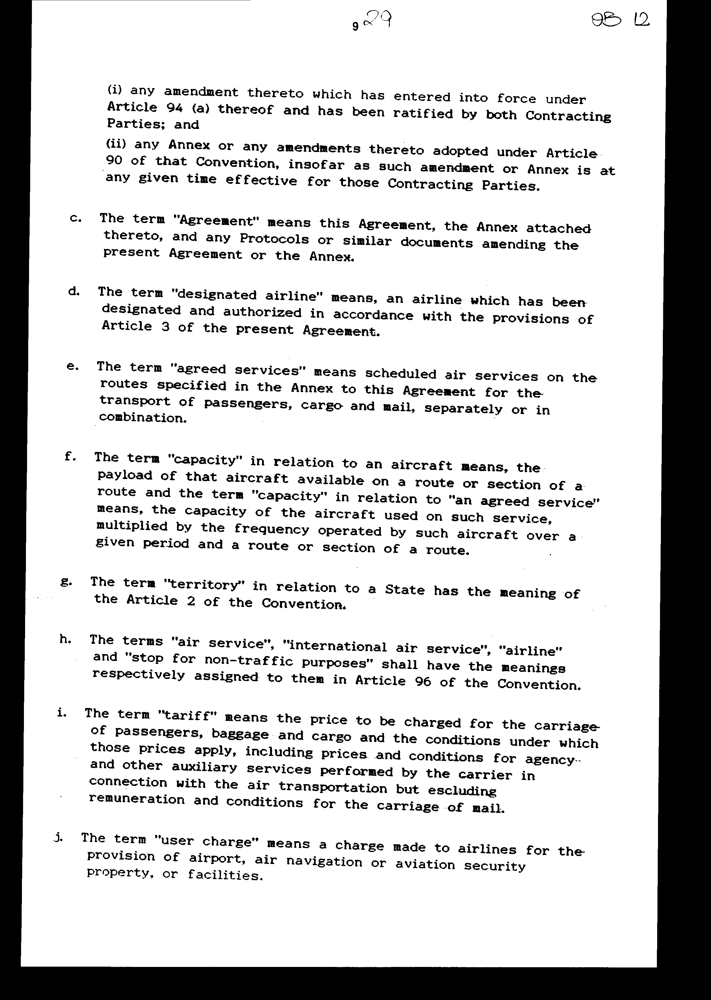 9 29
12
(i) any amendment thereto which has entered into force under
Article 94 (a) thereof and has been ratified by both Contracting
Parties; and
(ii) any Annex or any amendments thereto adopted under Article
90 of that Convention, insofar as such amendment or Annex is at
any given time effective for those Contracting Parties.
c. The term "Agreement" means this Agreement, the Annex attached
thereto, and any Protocols or similar documents amending the
present Agreement or the Annex.
d. The term "designated airline" means, an airline which has been
designated and authorized in accordance with the provisions of
Article 3 of the present Agreement.
e. The term "agreed services" means scheduled air services on the
routes specified in the Annex to this Agreement for the
transport of passengers, cargo and mail, separately or in
combination.
f. The term "capacity" in relation to an aircraft means, the
payload of that aircraft available on a route or section of a
route and the term "capacity" in relation to "an agreed service"
means, the capacity of the aircraft used on such service,
multiplied by the frequency operated by such aircraft over a
given period and a route or section of a route.
g. The term "territory" in relation to a State has the meaning of
the Article 2 of the Convention.
h. The terms "air service", "international air service", "airline"
and "stop for non-traffic purposes" shall have the meanings
respectively assigned to them in Article 96 of the Convention.
i. The term "tariff" means the price to be charged for the carriage
of passengers, baggage and cargo and the conditions under which
those prices apply, including prices and conditions for agency
and other auxiliary services performed by the carrier in
connection with the air transportation but escluding
remuneration and conditions for the carriage of mail.
j. The term "user charge" means a charge made to airlines for the
provision of airport, air navigation or aviation security
property, or facilities.